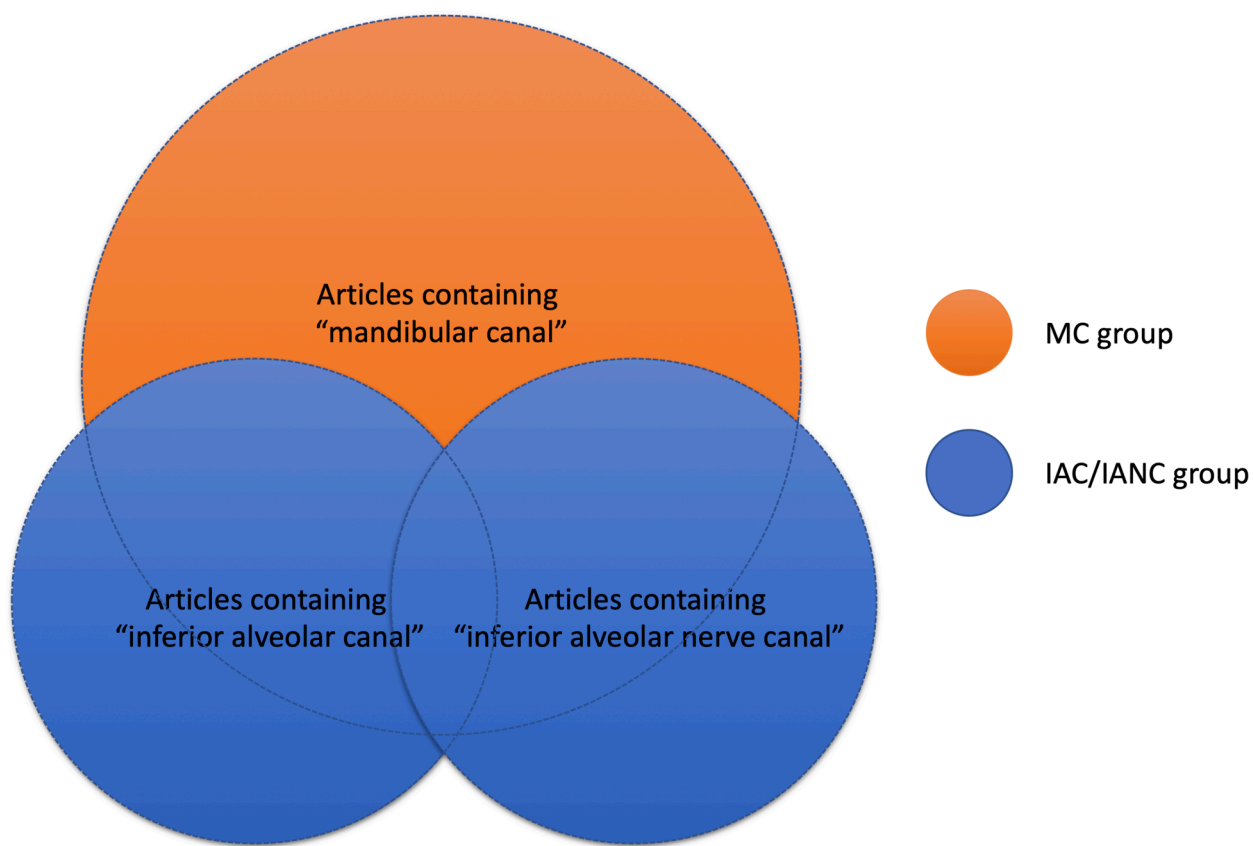 Articles containing
“mandibular canal”
MC group
IAC/IANC group
Articles containing
“inferior alveolar canal”
Articles containing
“inferior alveolar nerve canal”